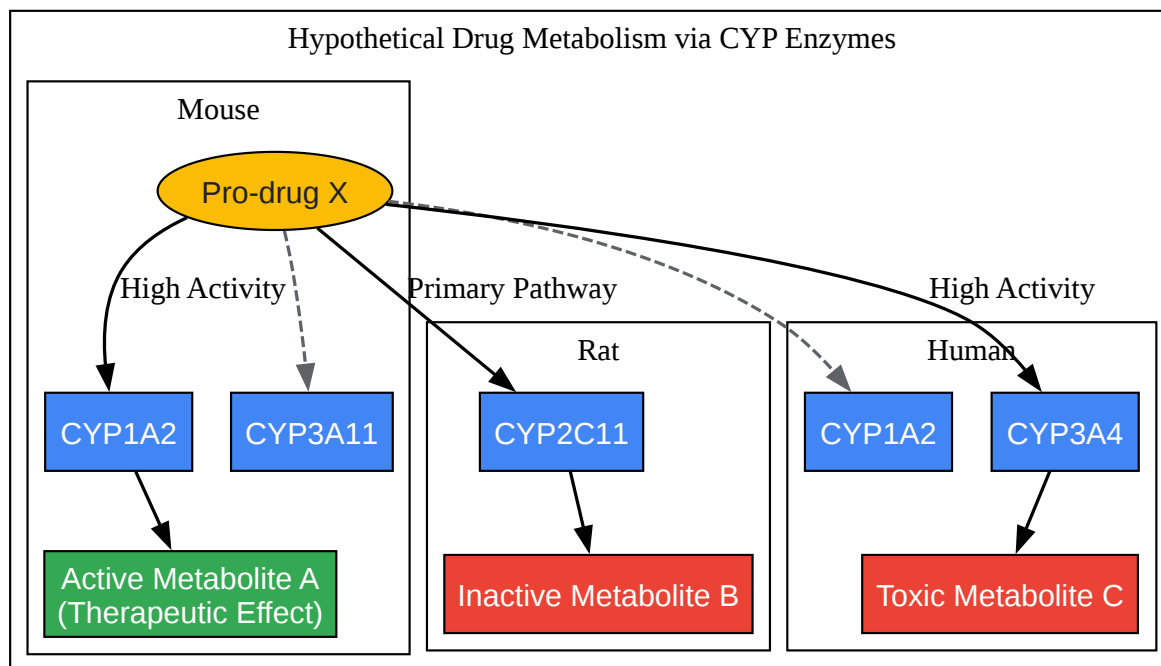 Hypothetical Drug Metabolism via CYP Enzymes
Mouse
Pro-drug X
High Activity
Primary Pathway
High Activity
Rat
Human
CYP1A2
CYP3A11
CYP2C11
CYP1A2
CYP3A4
Active Metabolite A
(Therapeutic Effect)
Inactive Metabolite B
Toxic Metabolite C